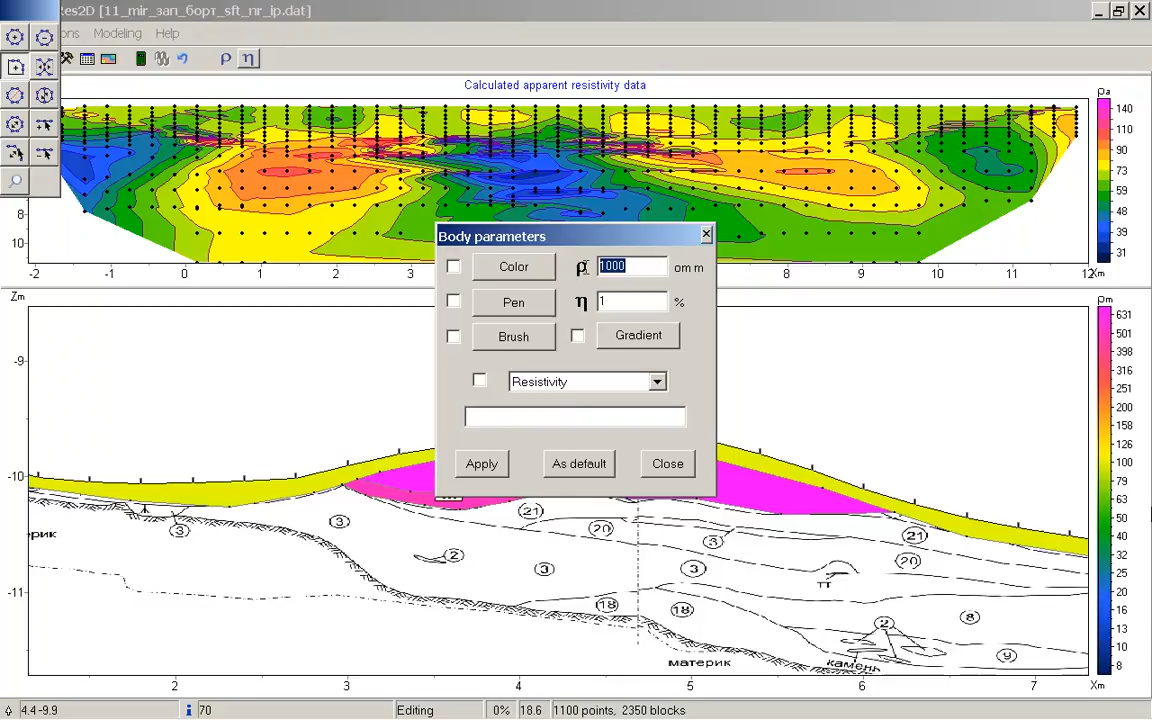 Res2D [11_mir_зап_борт_sft_nr_ip.dat]
ons Modeling Help
ρ η
Calculated apparent resistivity data
Ωa
140
110
90
73
59
48
39
31
8
10
-2 -1 0 1 2 3 8 9 10 11 12 Xm
Body parameters
Color ρ 1000 om m
Pen η 1 %
Brush Gradient
Resistivity
Apply As default Close
Zm
-9
-10
-11
Ωm
631
501
398
316
251
200
158
126
100
79
63
50
40
32
25
20
16
13
10
8
ерик
3
3
2
21
20
3
3
3
18
18
21
20
тт
8
2
9
материк
камень
2 3 4 5 6 7 Xm
4.4 -9.9 i 70 Editing 0% 18.6 1100 points, 2350 blocks